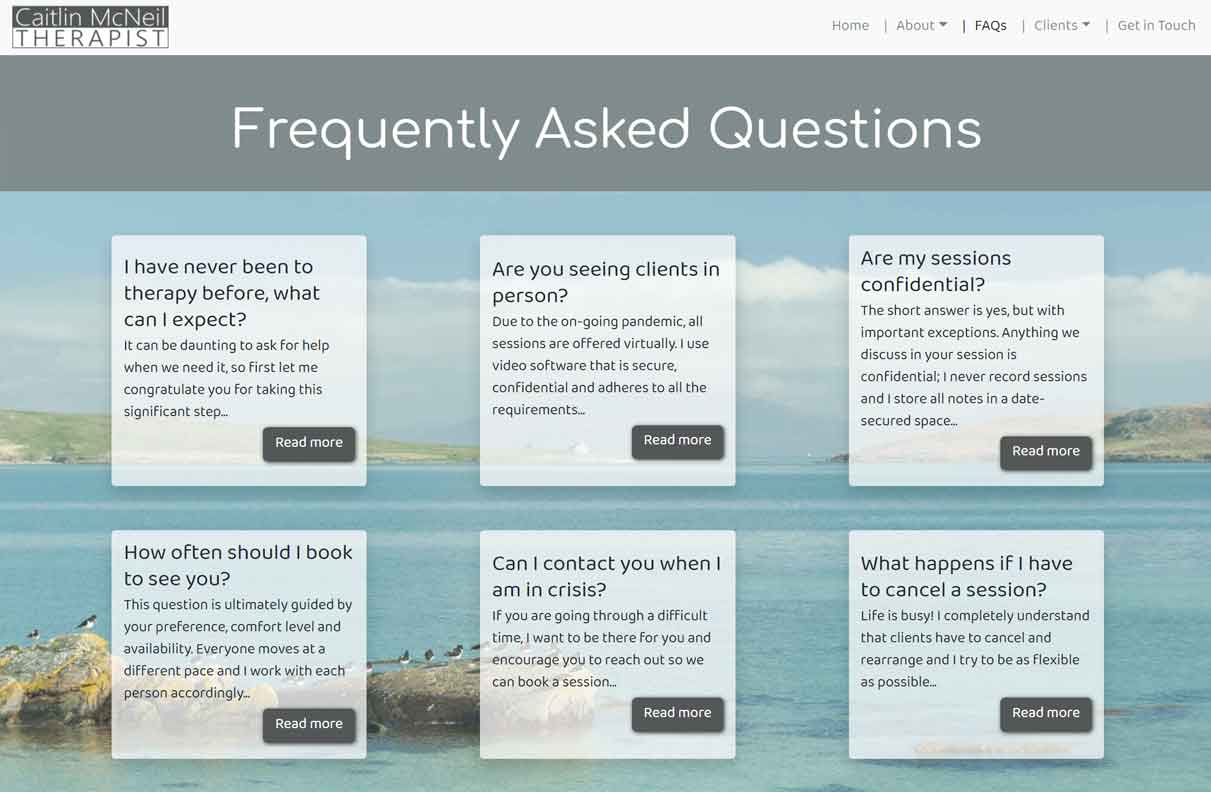 Caitlin McNeil
THERAPIST
Home | About | FAQs | Clients | Get in Touch
Frequently Asked Questions
I have never been to
therapy before, what
can I expect?
It can be daunting to ask for help
when we need it, so first let me
congratulate you for taking this
significant step...
Read more
Are you seeing clients in
person?
Due to the on-going pandemic, all
sessions are offered virtually. I use
video software that is secure,
confidential and adheres to all the
requirements...
Read more
Are my sessions
confidential?
The short answer is yes, but with
important exceptions. Anything we
discuss in your session is
confidential; I never record sessions
and I store all notes in a date-
secured space...
Read more
How often should I book
to see you?
This question is ultimately guided by
your preference, comfort level and
availability. Everyone moves at a
different pace and I work with each
person accordingly...
Read more
Can I contact you when I
am in crisis?
If you are going through a difficult
time, I want to be there for you and
encourage you to reach out so we
can book a session...
Read more
What happens if I have
to cancel a session?
Life is busy! I completely understand
that clients have to cancel and
rearrange and I try to be as flexible
as possible...
Read more